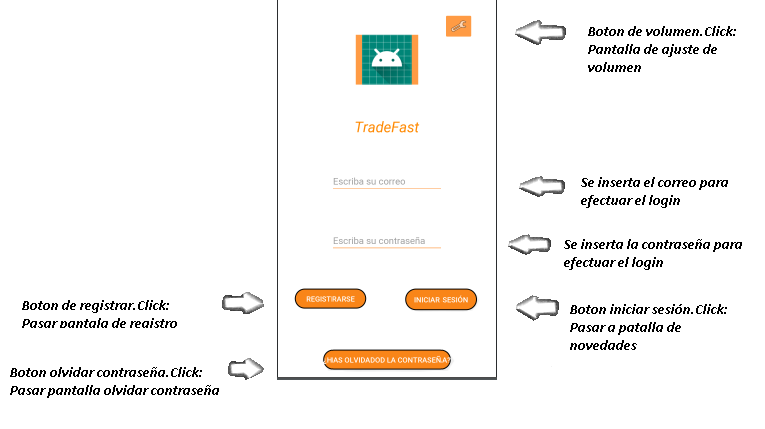 Boton de volumen.Click:
Pantalla de ajuste de
volumen
TradeFast
Escriba su correo
Se inserta el correo para
efectuar el login
Escriba su contraseña
Se inserta la contraseña para
efectuar el login
REGISTRARSE
INICIAR SESIÓN
Boton de registrar.Click:
Pasar pantala de registro
Boton iniciar sesión.Click:
Pasar a patalla de
novedades
¿HAS OLVIDADOD LA CONTRASEÑA?
Boton olvidar contraseña.Click:
Pasar pantalla olvidar contraseña